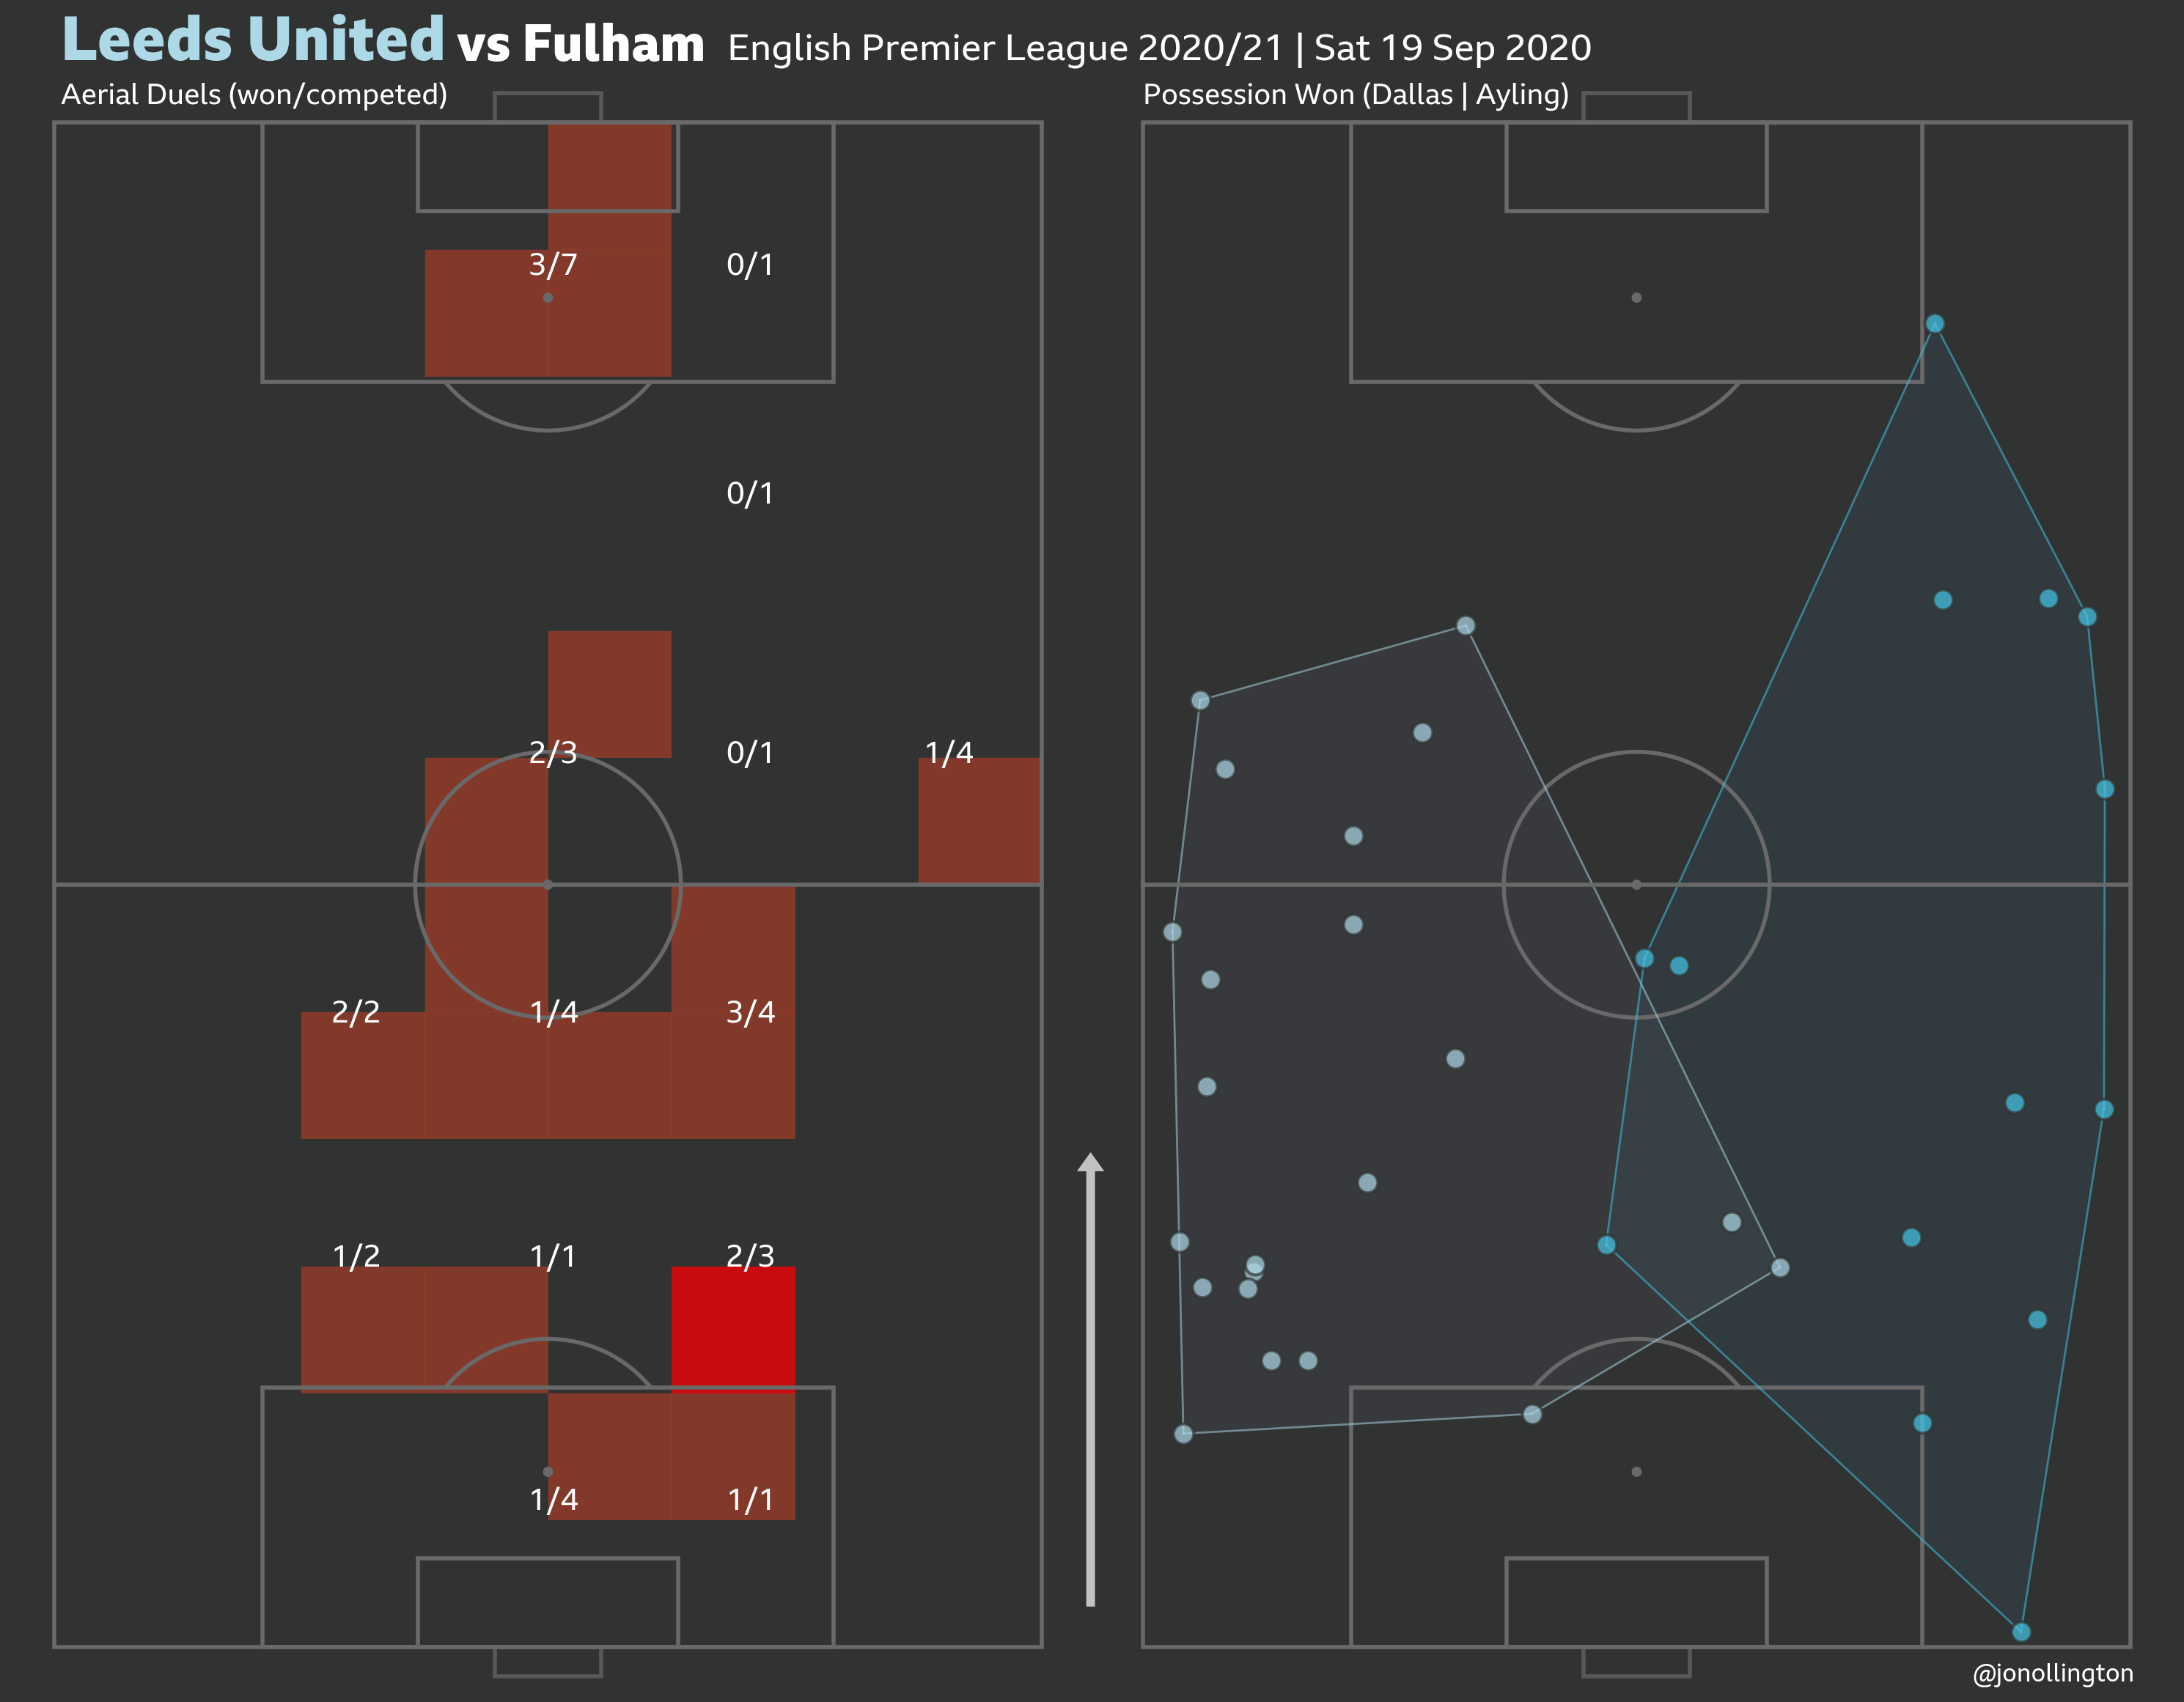 Leeds United vs Fulham English Premier League 2020/21 | Sat 19 Sep 2020
Aerial Duels (won/competed)
Possession Won (Dallas | Ayling)
3/7 0/1
0/1
2/3 0/1 1/4
2/2 1/4 3/4
1/2 1/1 2/3
1/4 1/1
@jonollington